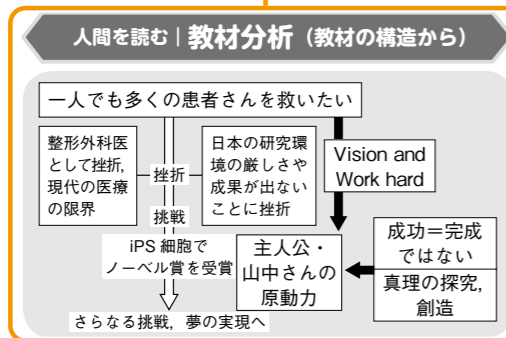 人間を読む｜教材分析（教材の構造から）
一人でも多くの患者さんを救いたい
整形外科医
として挫折，
現代の医療
の限界
挫折
日本の研究環
境の厳しさや
成果が出ない
ことに挫折
Vision and
Work hard
挑戦
iPS 細胞で
ノーベル賞を受賞
主人公・
山中さんの
原動力
成功＝完成
ではない
真理の探究，
創造
さらなる挑戦，夢の実現へ